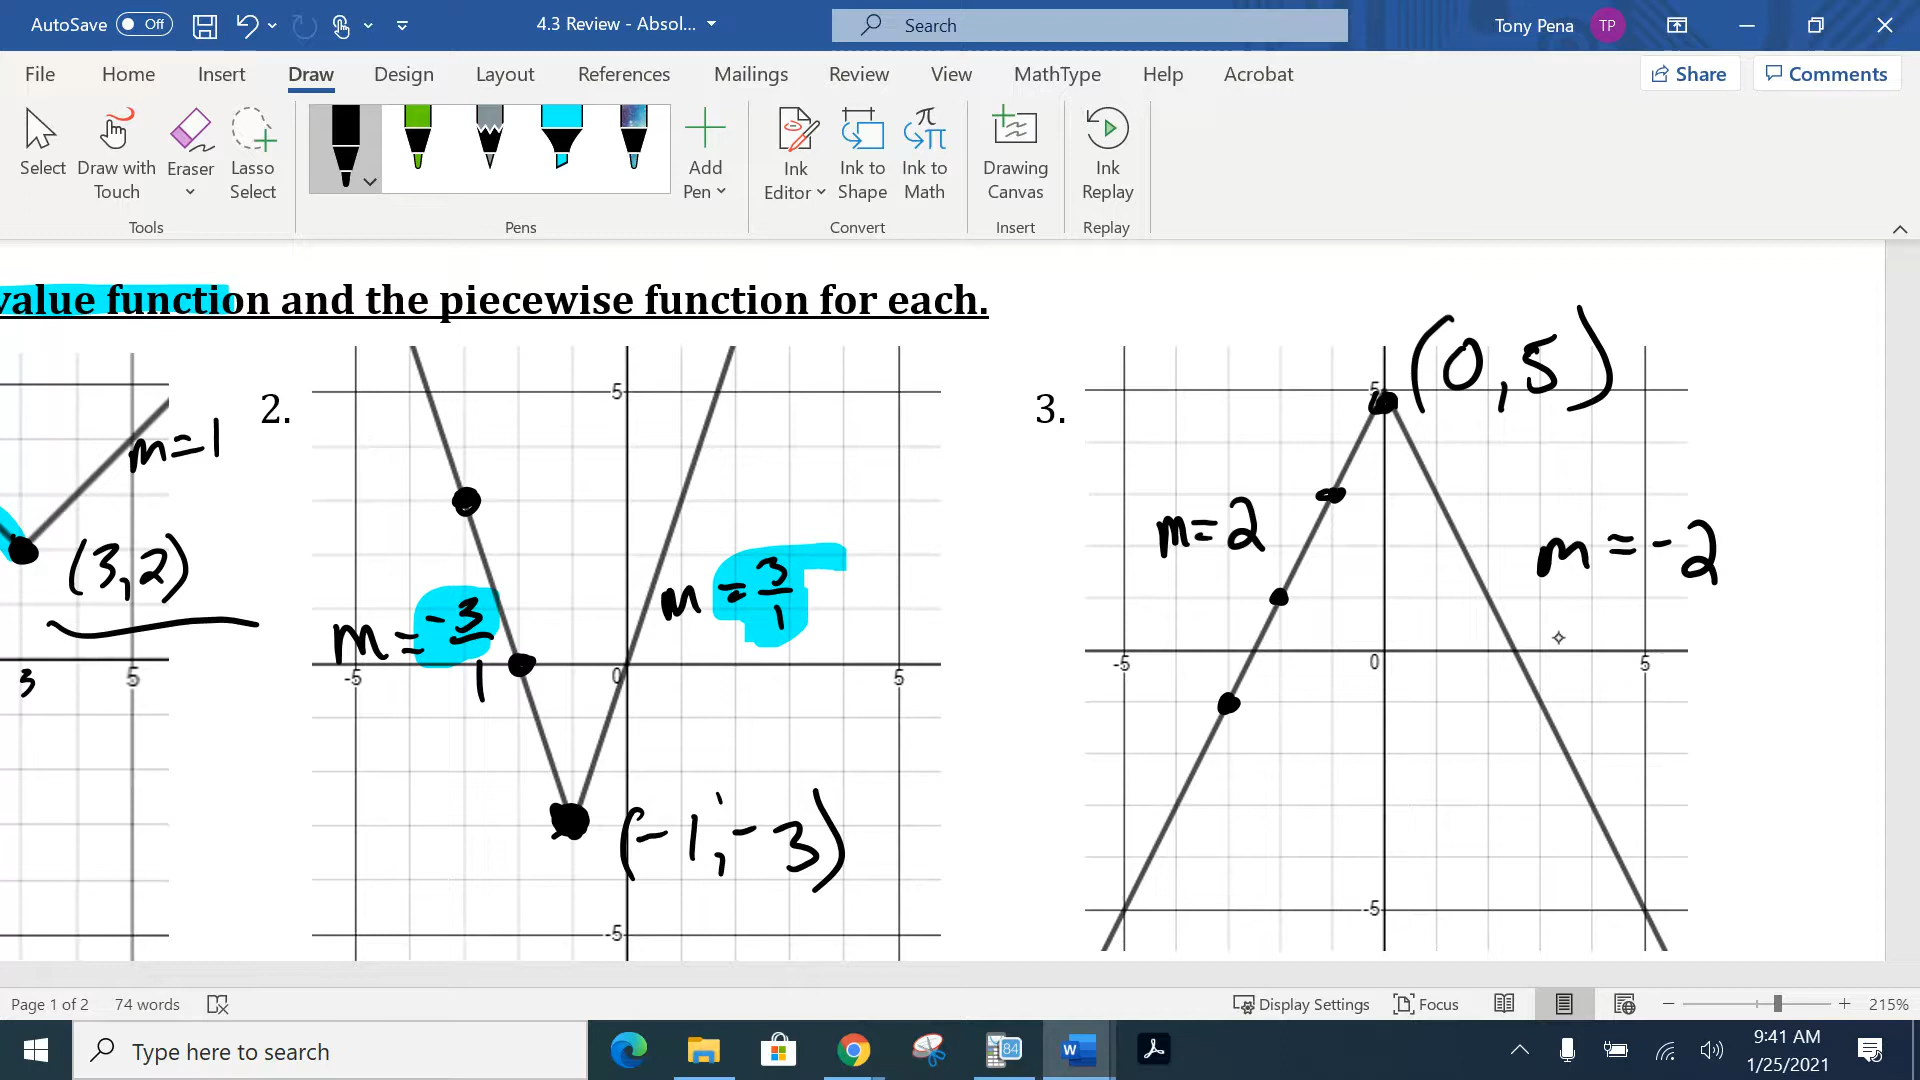 AutoSave Off 4.3 Review - Absol... Search Tony Pena TP
File Home Insert Draw Design Layout References Mailings Review View MathType Help Acrobat Share Comments
Select Draw with Touch Eraser Lasso Select Add Pen Ink Editor Ink to Shape Ink to Math Drawing Canvas Ink Replay
Tools Pens Convert Insert Replay
value function and the piecewise function for each.
m=1
(3,2)
3
5
2.
5
m = -3/1
m = 3/1
-5 0 5
(-1, -3)
-5
3.
5
(0,5)
m=2
m = -2
-5 0 5
-5
Page 1 of 2 74 words Display Settings Focus 215%
Type here to search 84 W 9:41 AM
1/25/2021